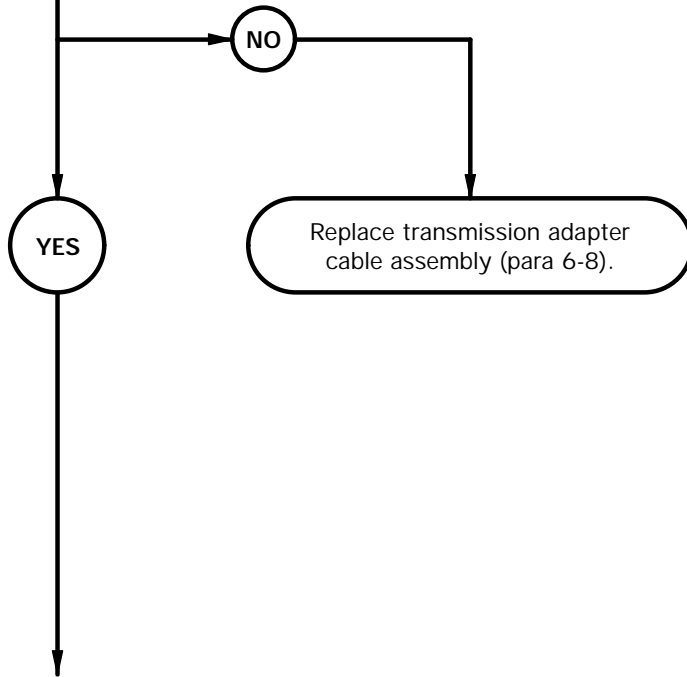 NO
YES
Replace transmission adapter
cable assembly (para 6-8).